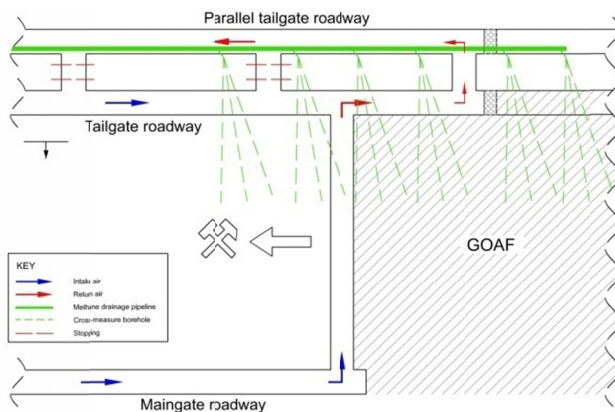 Parallel tailgate roadway
Tailgate roadway
GOAF
KEY
Intake air
Return air
Methane drainage pipeline
Cross-measure borehole
Stopping
Maingate roadway